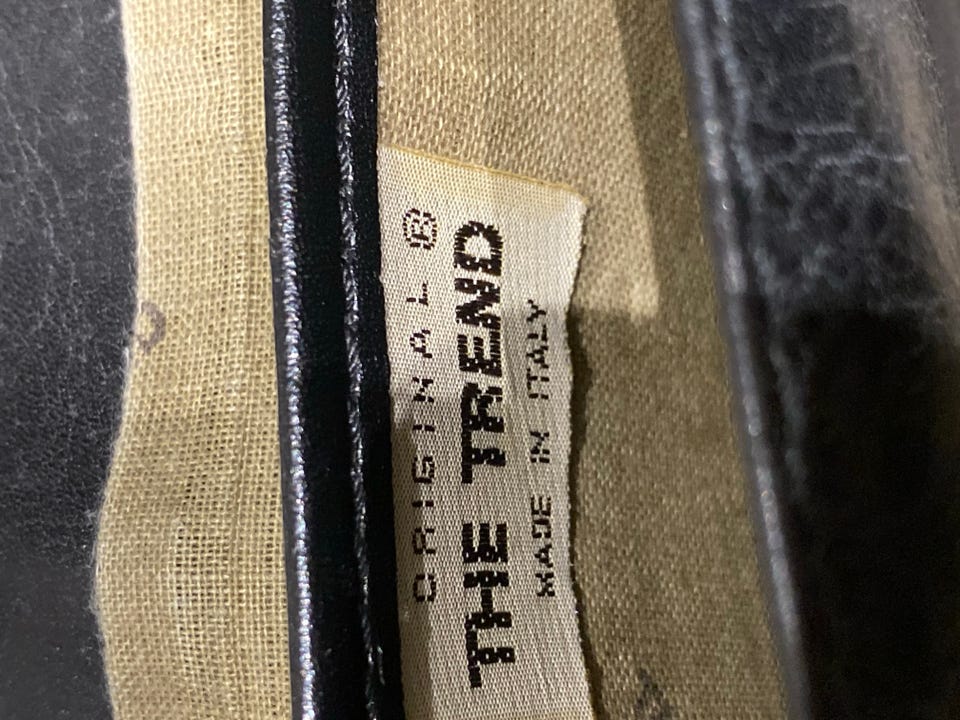 ORIGINAL ®
THE TREND
MADE IN ITALY